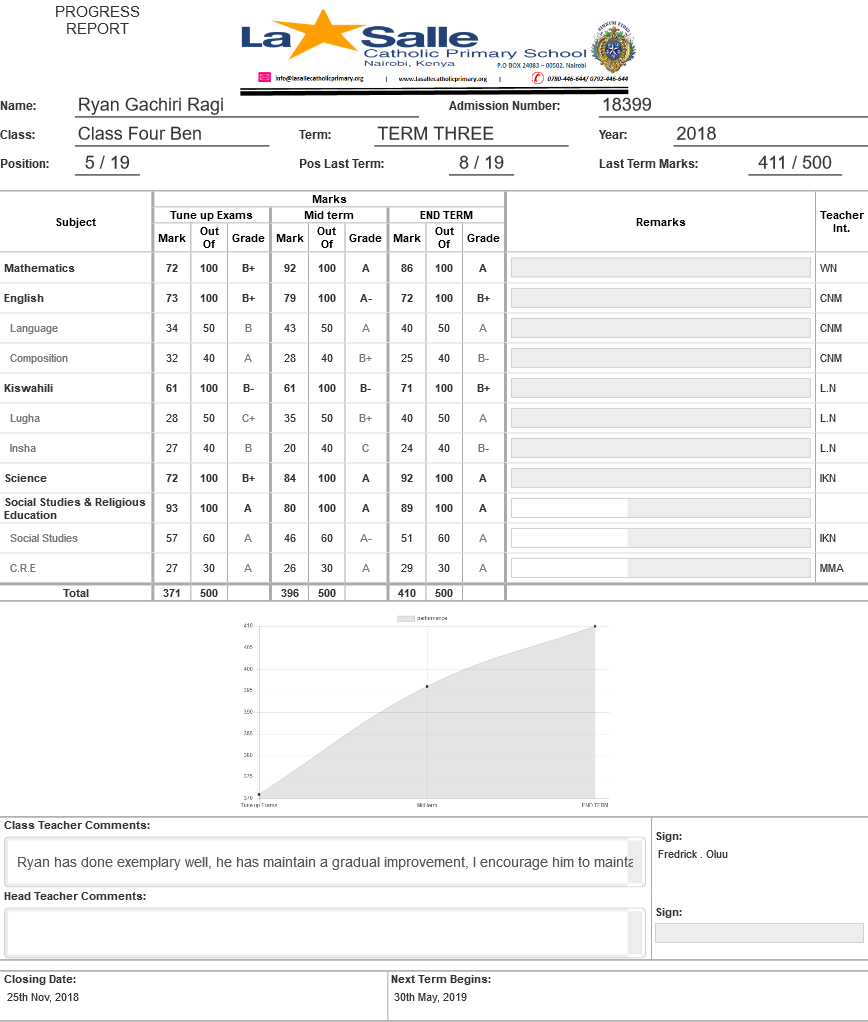 PROGRESS
REPORT
La Salle
Catholic Primary School
Nairobi, Kenya
P.O BOX 24083 – 00502, Nairobi
info@lasallecatholicprimary.org | www.lasallecatholicprimary.org | 0780-446-644/ 0792-446-644
Name: Ryan Gachiri Ragi Admission Number: 18399
Class: Class Four Ben Term: TERM THREE Year: 2018
Position: 5 / 19 Pos Last Term: 8 / 19 Last Term Marks: 411 / 500
Marks
Subject Tune up Exams Mid term END TERM Remarks Teacher Int.
Mark Out Of Grade Mark Out Of Grade Mark Out Of Grade
Mathematics 72 100 B+ 92 100 A 86 100 A WN
English 73 100 B+ 79 100 A- 72 100 B+ CNM
Language 34 50 B 43 50 A 40 50 A CNM
Composition 32 40 A 28 40 B+ 25 40 B- CNM
Kiswahili 61 100 B- 61 100 B- 71 100 B+ L.N
Lugha 28 50 C+ 35 50 B+ 40 50 A L.N
Insha 27 40 B 20 40 C 24 40 B- L.N
Science 72 100 B+ 84 100 A 92 100 A IKN
Social Studies & Religious
Education 93 100 A 80 100 A 89 100 A
Social Studies 57 60 A 46 60 A- 51 60 A IKN
C.R.E 27 30 A 26 30 A 29 30 A MMA
Total 371 500 396 500 410 500
performance
410
405
400
395
390
385
380
375
370
Tune up Exams Mid term END TERM
Class Teacher Comments:
Sign:
Fredrick . Oluu
Ryan has done exemplary well, he has maintain a gradual improvement, I encourage him to mainta
Head Teacher Comments:
Sign:
Closing Date: Next Term Begins:
25th Nov, 2018 30th May, 2019